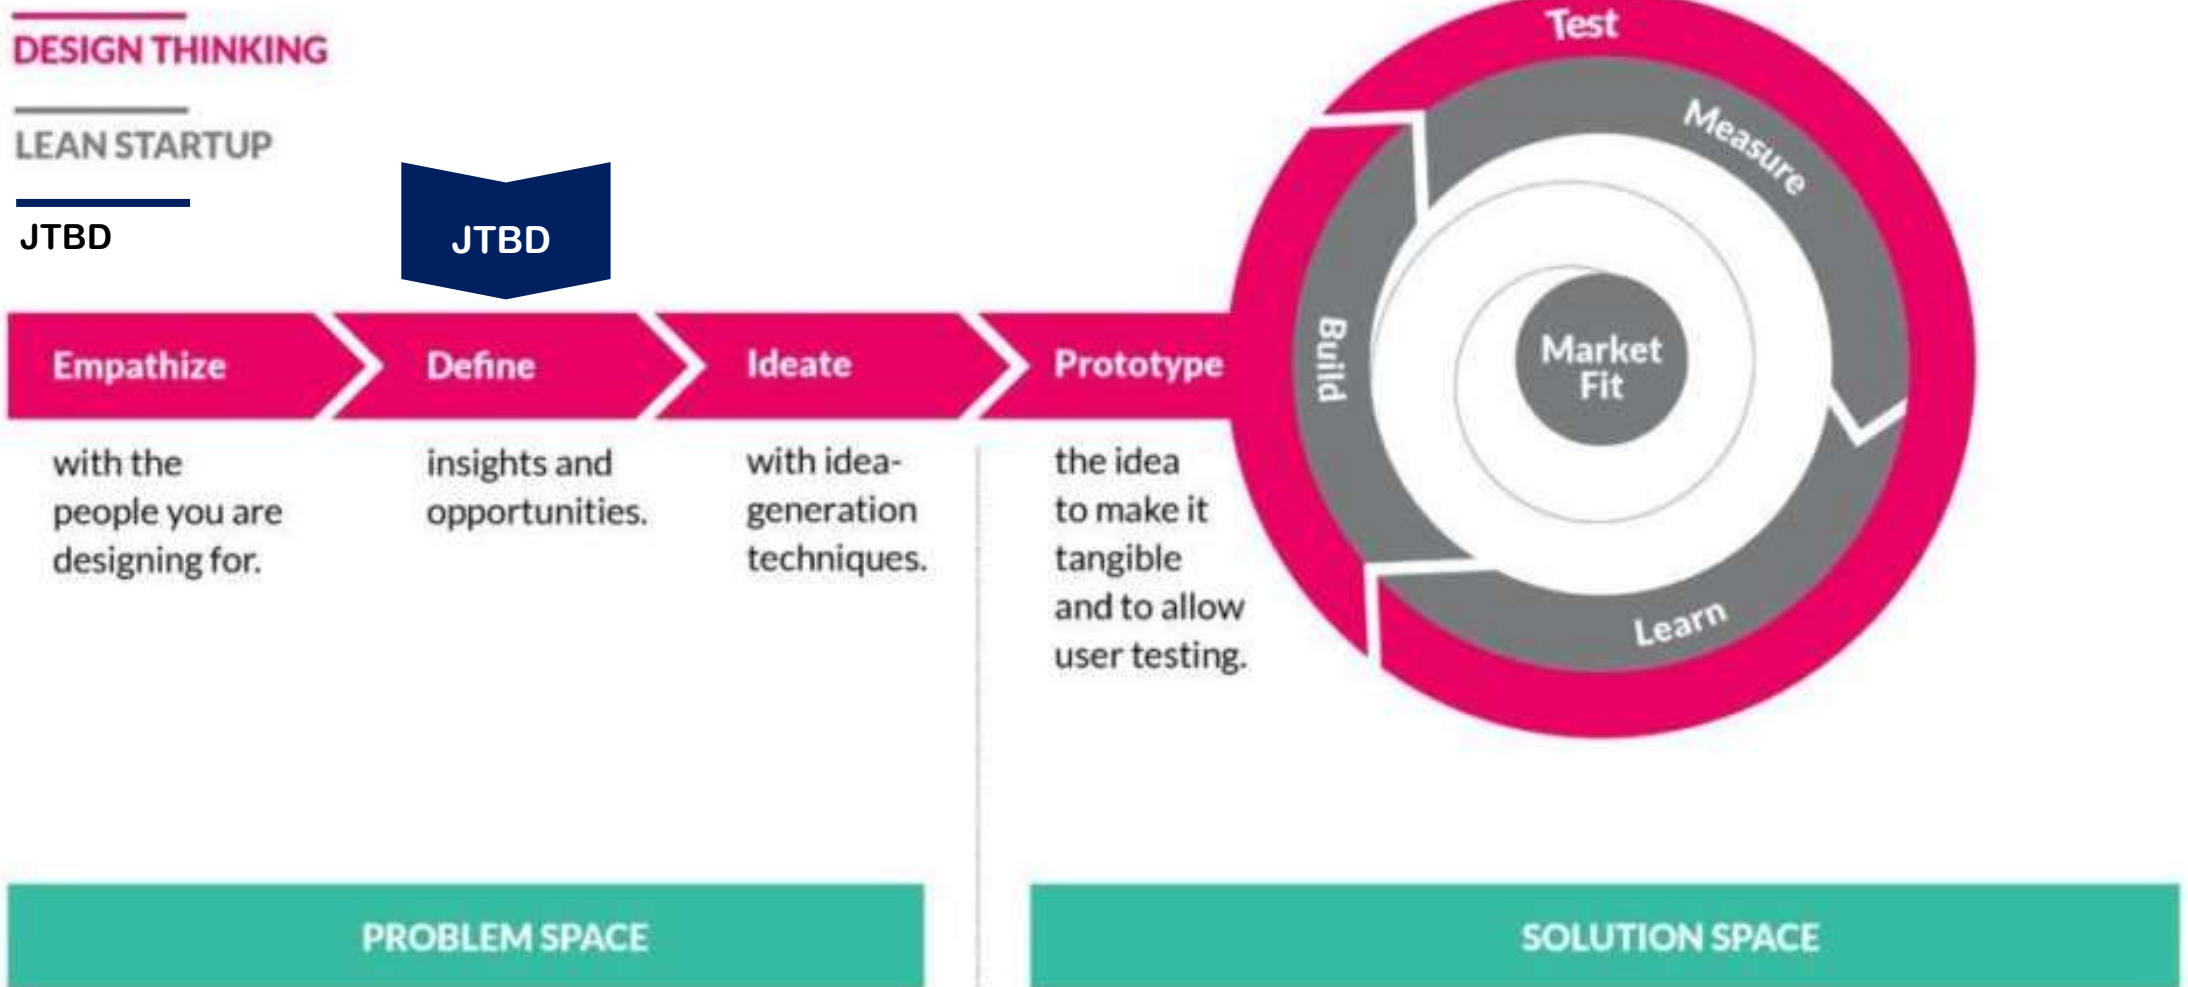 DESIGN THINKING
LEAN STARTUP
JTBD
JTBD
Empathize
with the
people you are
designing for.
Define
insights and
opportunities.
Ideate
with idea-
generation
techniques.
Prototype
the idea
to make it
tangible
and to allow
user testing.
Test
Measure
Build
Learn
Market
Fit
PROBLEM SPACE
SOLUTION SPACE